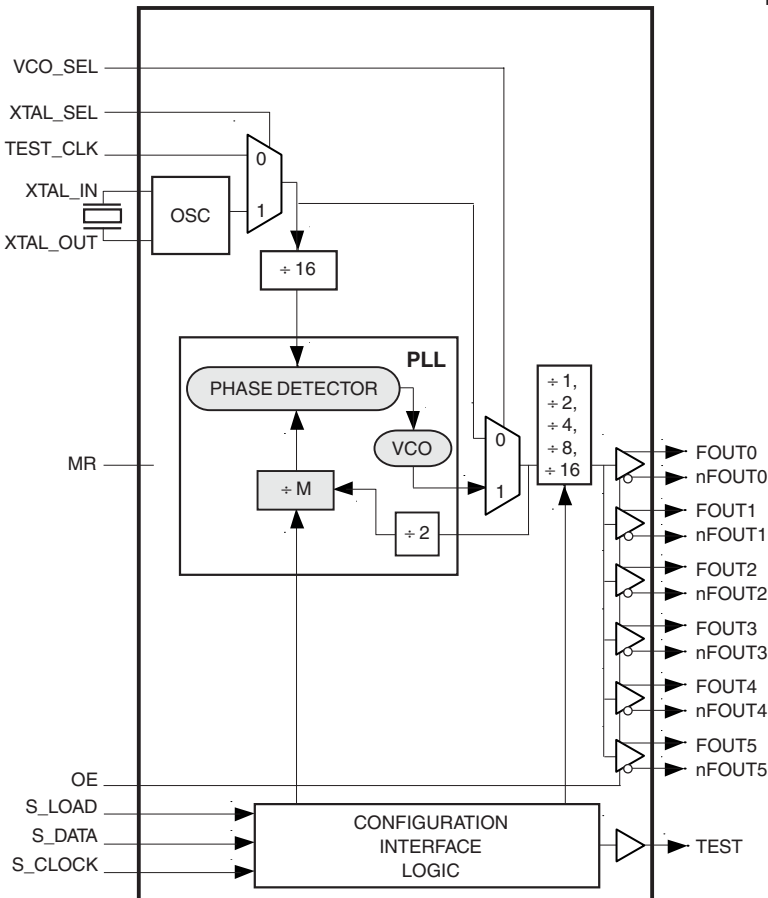 VCO_SEL
XTAL_SEL
TEST_CLK
0
XTAL_IN
OSC
1
XTAL_OUT
÷ 16
PLL
PHASE DETECTOR
VCO
÷ M
÷ 2
0
1
÷ 1,
÷ 2,
÷ 4,
÷ 8,
÷ 16
MR
FOUT0
nFOUT0
FOUT1
nFOUT1
FOUT2
nFOUT2
FOUT3
nFOUT3
FOUT4
nFOUT4
FOUT5
nFOUT5
OE
S_LOAD
S_DATA
S_CLOCK
CONFIGURATION
INTERFACE
LOGIC
TEST